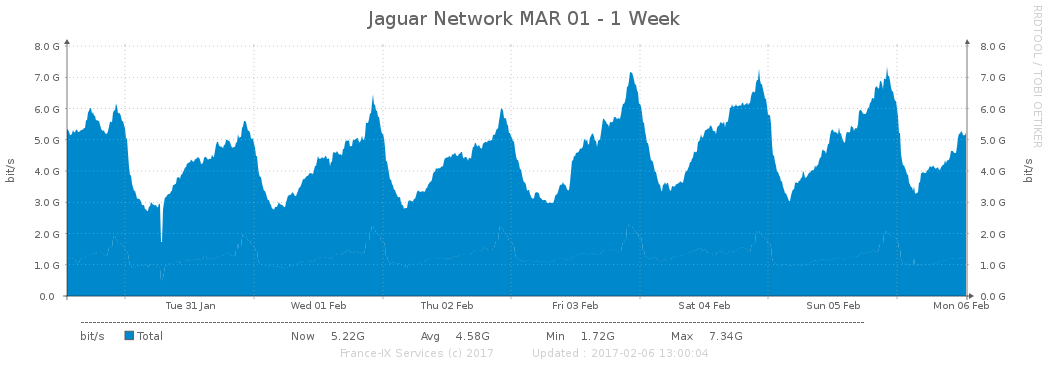 Jaguar Network MAR 01 - 1 Week
RRDTOOL / TOBI OETIKER
bit/s
8.0 G
7.0 G
6.0 G
5.0 G
4.0 G
3.0 G
2.0 G
1.0 G
0.0
8.0 G
7.0 G
6.0 G
5.0 G
4.0 G
3.0 G
2.0 G
1.0 G
0.0 G
bit/s
Tue 31 Jan Wed 01 Feb Thu 02 Feb Fri 03 Feb Sat 04 Feb Sun 05 Feb Mon 06 Feb
bit/s Total Now 5.22G Avg 4.58G Min 1.72G Max 7.34G
France-IX Services (c) 2017 Updated : 2017-02-06 13:00:04